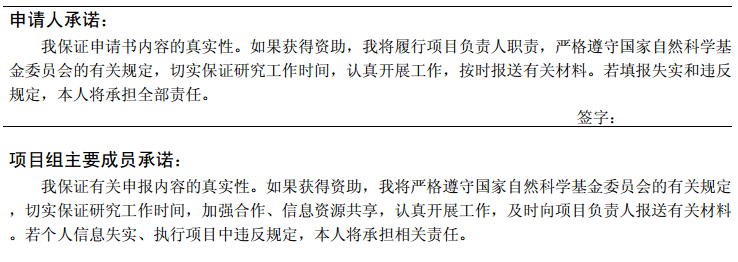 申请人承诺：
我保证申请书内容的真实性。如果获得资助，我将履行项目负责人职责，严格遵守国家自然科学基
金委员会的有关规定，切实保证研究工作时间，认真开展工作，按时报送有关材料。若填报失实和违反
规定，本人将承担全部责任。
签字：
项目组主要成员承诺：
我保证有关申报内容的真实性。如果获得资助，我将严格遵守国家自然科学基金委员会的有关规定
，切实保证研究工作时间，加强合作、信息资源共享，认真开展工作，及时向项目负责人报送有关材料
。若个人信息失实、执行项目中违反规定，本人将承担相关责任。